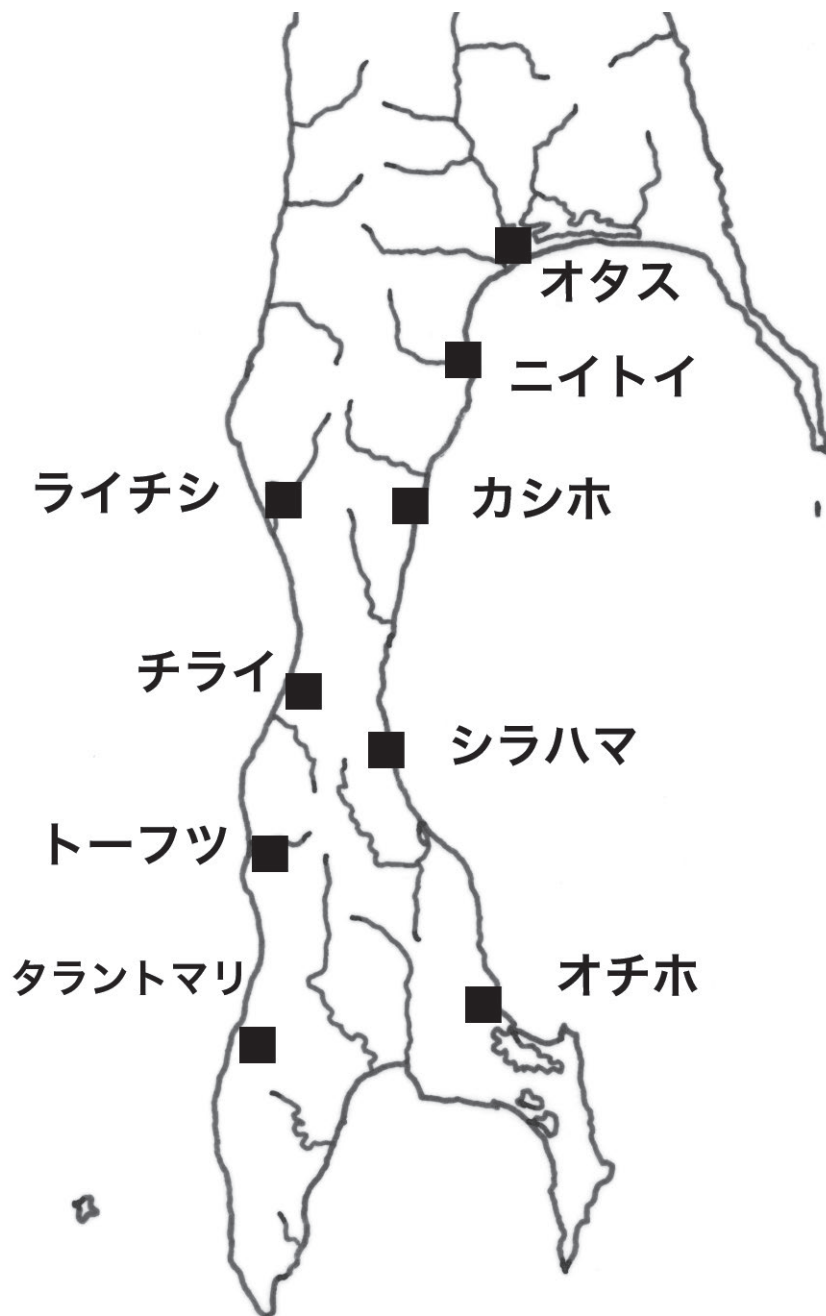 オタス
ニイトイ
ライチシ
カシホ
チライ
シラハマ
トーフツ
オチホ
タラントマリ